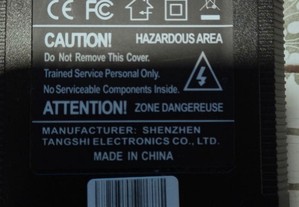 CE FC
CAUTION! HAZARDOUS AREA
Do Not Remove This Cover.
Trained Service Personal Only.
No Serviceable Components Inside.
ATTENTION! ZONE DANGEREUSE
MANUFACTURER: SHENZHEN
TANGSHI ELECTRONICS CO., LTD.
MADE IN CHINA